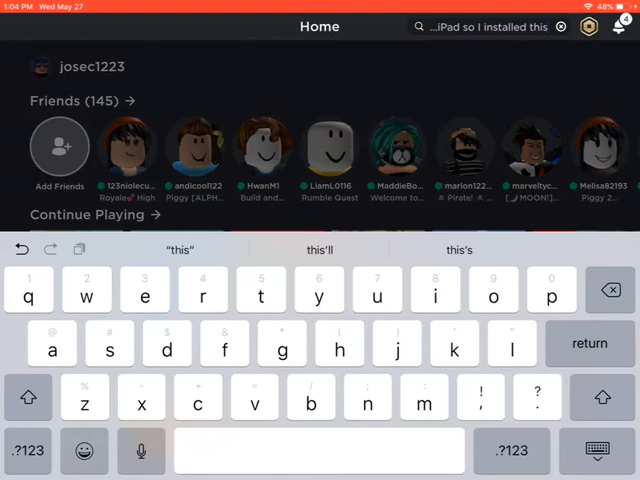 1:04 PM Wed May 27
48%
Home
...iPad so I installed this
4
josec1223
Friends (145) →
Add Friends
123niolecu...
Royale High
andicool122
Piggy [ALPH...
HwanM1
Build and...
LiamL0116
Rumble Quest
MaddieBo...
Welcome to...
marlon122...
Pirate!
marveltyc...
[🌙MOON!]...
Melisa82193
Piggy 2...
Continue Playing →
"this" this'll this's
1 2 3 4 5 6 7 8 9 0
q w e r t y u i o p
@ # $ & * ( ) ' "
a s d f g h j k l return
% - + = / ; :
z x c v b n m ! , ? .
.?123 .?123